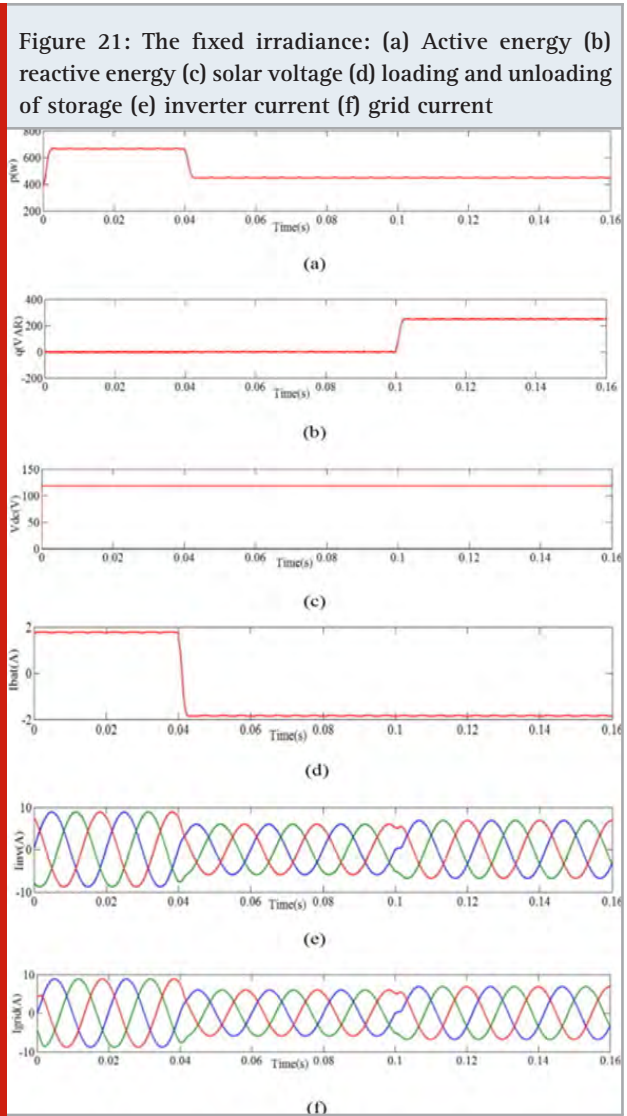 Figure 21: The fixed irradiance: (a) Active energy (b)
reactive energy (c) solar voltage (d) loading and unloading
of storage (e) inverter current (f) grid current
800
600
400
200
p(w)
0 0.02 0.04 0.06 0.08 0.1 0.12 0.14 0.16
Time(s)
(a)
400
200
0
-200
q(VAR)
0 0.02 0.04 0.06 0.08 0.1 0.12 0.14 0.16
Time(s)
(b)
150
100
50
0
Vdc(V)
0 0.02 0.04 0.06 0.08 0.1 0.12 0.14 0.16
Time(s)
(c)
2
0
-2
Ibat(A)
0 0.02 0.04 0.06 0.08 0.1 0.12 0.14 0.16
Time(s)
(d)
10
0
-10
Iinv(A)
0 0.02 0.04 0.06 0.08 0.1 0.12 0.14 0.16
Time(s)
(e)
10
0
-10
Igrid(A)
0 0.02 0.04 0.06 0.08 0.1 0.12 0.14 0.16
Time(s)
(f)